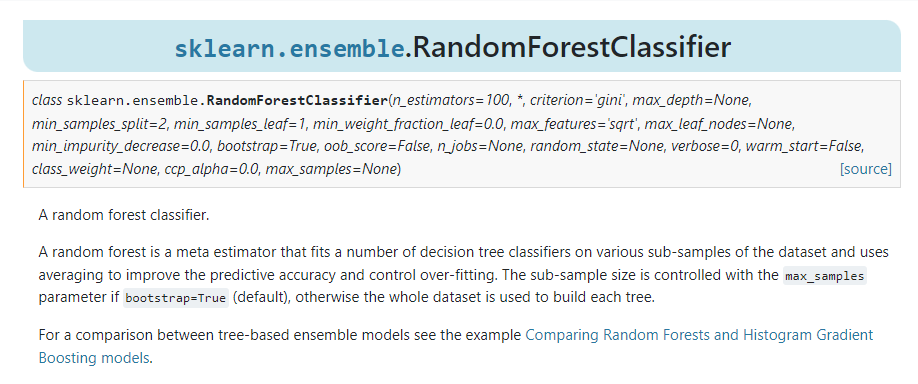 sklearn.ensemble.RandomForestClassifier
class sklearn.ensemble.RandomForestClassifier(n_estimators=100, *, criterion='gini', max_depth=None,
min_samples_split=2, min_samples_leaf=1, min_weight_fraction_leaf=0.0, max_features='sqrt', max_leaf_nodes=None,
min_impurity_decrease=0.0, bootstrap=True, oob_score=False, n_jobs=None, random_state=None, verbose=0, warm_start=False,
class_weight=None, ccp_alpha=0.0, max_samples=None) [source]
A random forest classifier.
A random forest is a meta estimator that fits a number of decision tree classifiers on various sub-samples of the dataset and uses
averaging to improve the predictive accuracy and control over-fitting. The sub-sample size is controlled with the max_samples
parameter if bootstrap=True (default), otherwise the whole dataset is used to build each tree.
For a comparison between tree-based ensemble models see the example Comparing Random Forests and Histogram Gradient
Boosting models.